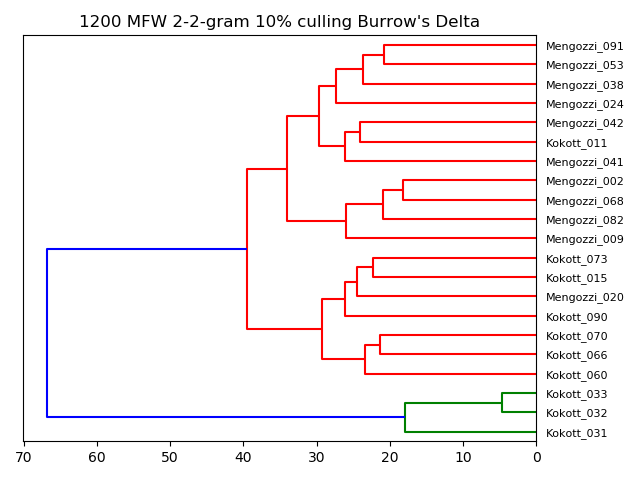 1200 MFW 2-2-gram 10% culling Burrow's Delta
Mengozzi_091
Mengozzi_053
Mengozzi_038
Mengozzi_024
Mengozzi_042
Kokott_011
Mengozzi_041
Mengozzi_002
Mengozzi_068
Mengozzi_082
Mengozzi_009
Kokott_073
Kokott_015
Mengozzi_020
Kokott_090
Kokott_070
Kokott_066
Kokott_060
Kokott_033
Kokott_032
Kokott_031
70 60 50 40 30 20 10 0